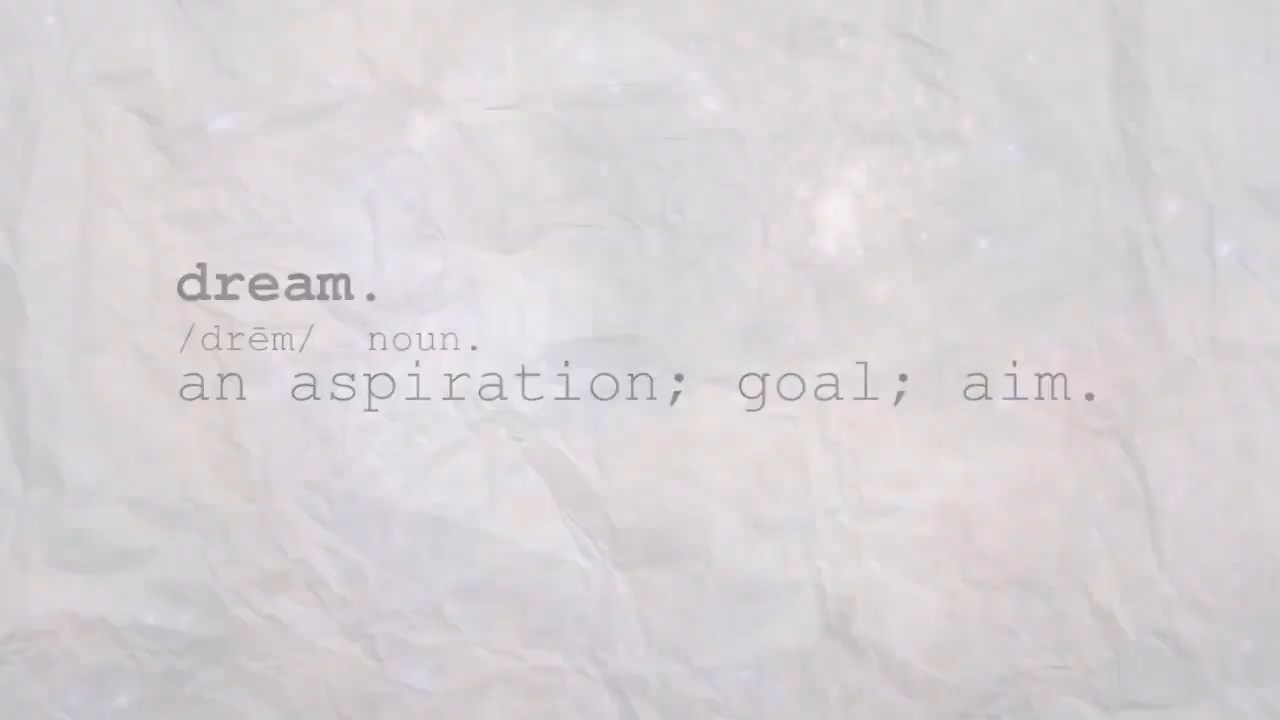 dream.
/drēm/ noun.
an aspiration; goal; aim.